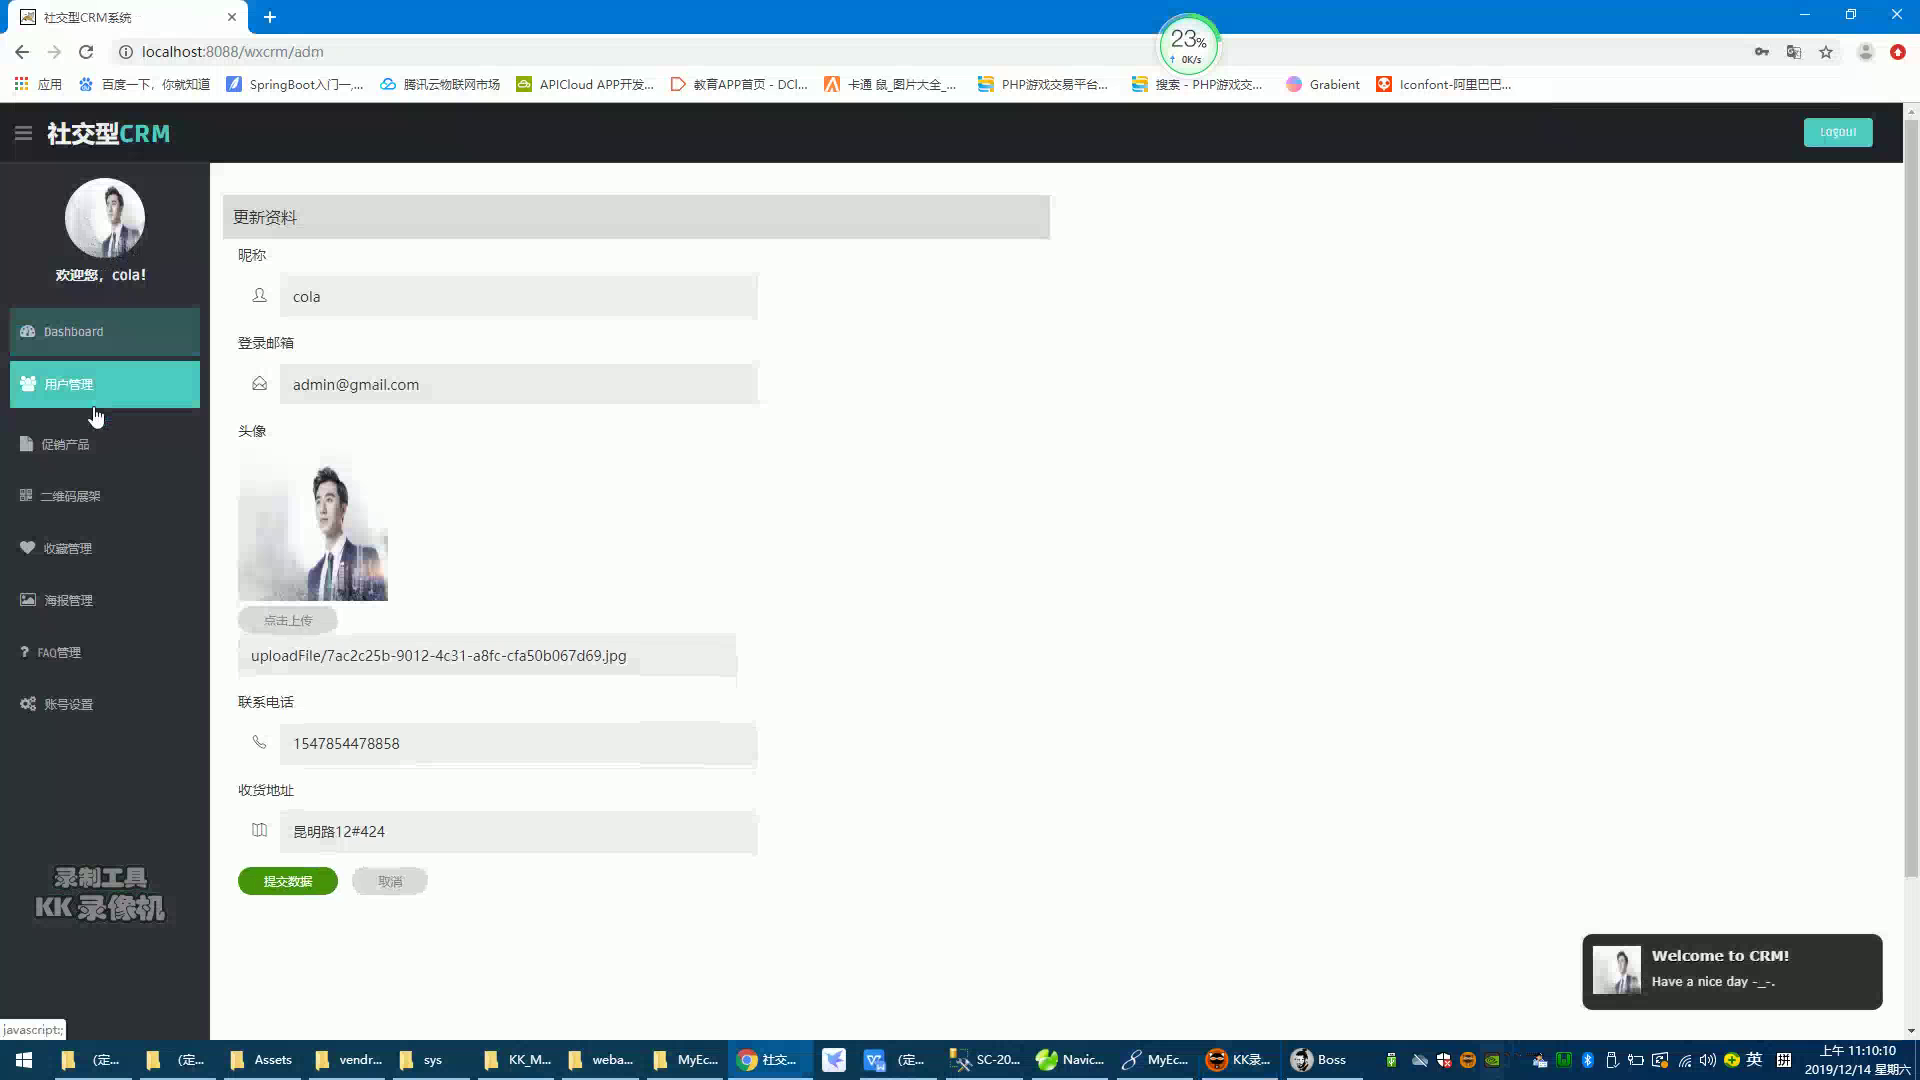 社交型CRM系统
localhost:8088/wxcrm/adm
23%
0K/s
应用
百度一下，你就知道
SpringBoot入门一,...
腾讯云物联网市场
APICloud APP开发...
教育APP首页 - DCl...
卡通 鼠_图片大全_...
PHP游戏交易平台...
搜索 - PHP游戏交...
Grabient
Iconfont-阿里巴巴...
社交型CRM
Logout
欢迎您，cola!
Dashboard
用户管理
促销产品
二维码展架
收藏管理
海报管理
FAQ管理
账号设置
更新资料
昵称
cola
登录邮箱
admin@gmail.com
头像
点击上传
uploadFile/7ac2c25b-9012-4c31-a8fc-cfa50b067d69.jpg
联系电话
1547854478858
收货地址
昆明路12#424
提交数据
取消
录制工具
KK 录像机
Welcome to CRM!
Have a nice day -_-.
javascript:;
(定...
(定...
Assets
vendr...
sys
KK_M...
weba...
MyEc...
社交...
(定...
SC-20...
Navic...
MyEc...
KK录...
Boss
英
拼
上午 11:10:10
2019/12/14 星期六